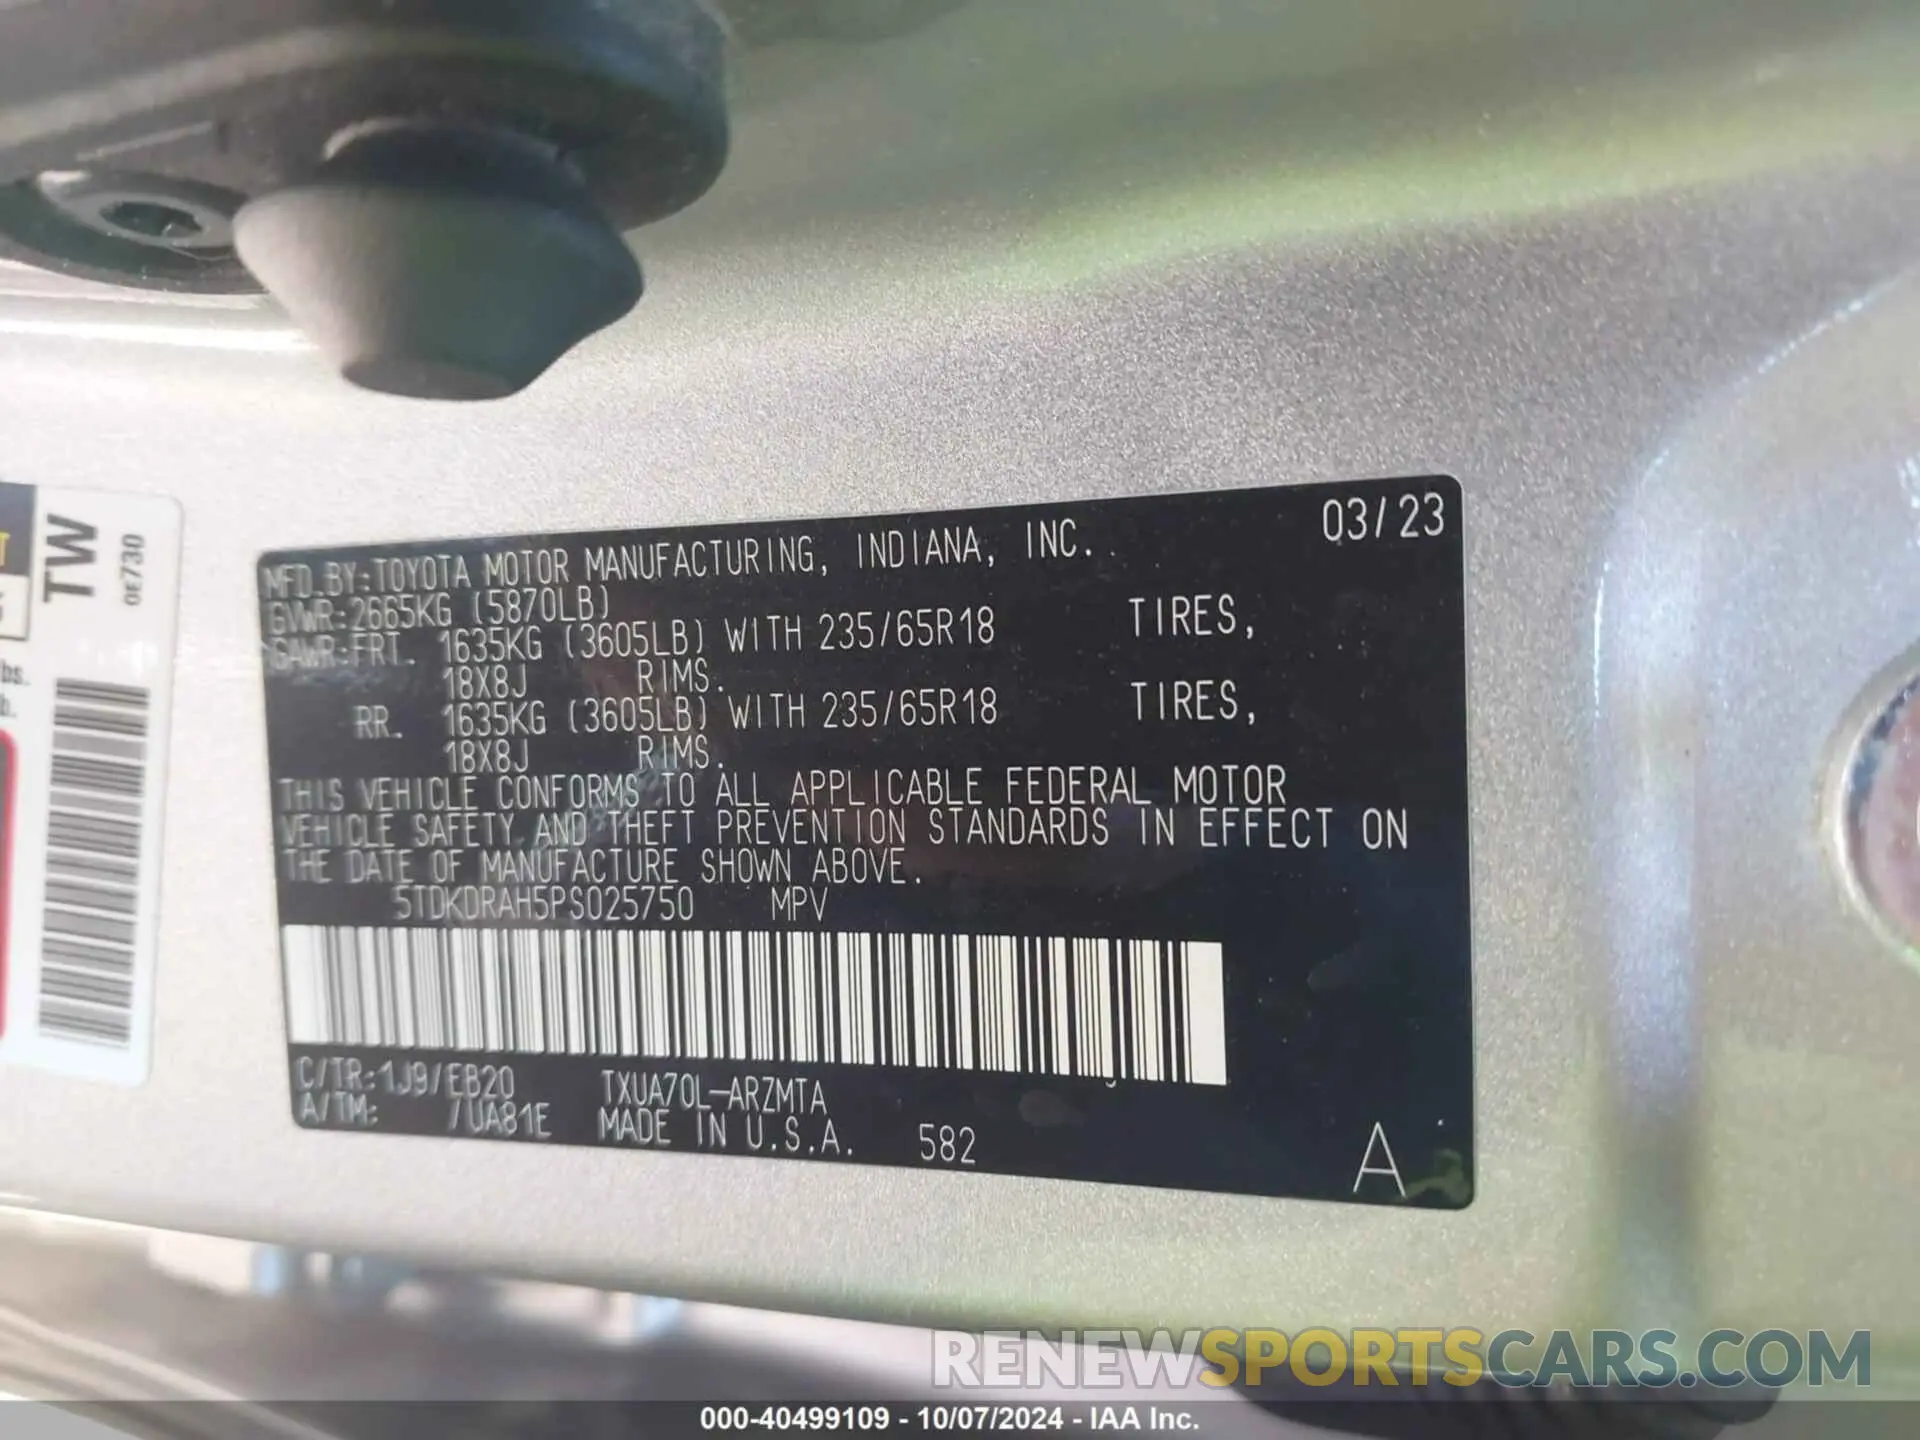 TW
0E730
MFD.BY:TOYOTA MOTOR MANUFACTURING, INDIANA, INC. 03/23
GVWR:2665KG (5870LB)
GAWR:FRT. 1635KG (3605LB) WITH 235/65R18 TIRES,
18X8J RIMS.
RR. 1635KG (3605LB) WITH 235/65R18 TIRES,
18X8J RIMS.
THIS VEHICLE CONFORMS TO ALL APPLICABLE FEDERAL MOTOR
VEHICLE SAFETY AND THEFT PREVENTION STANDARDS IN EFFECT ON
THE DATE OF MANUFACTURE SHOWN ABOVE.
5TDKDRAH5PS025750 MPV
C/TR:1J9/EB20 TXUA70L-ARZMTA
A/TM: /UA81E MADE IN U.S.A. 582 A
RENEWSPORTSCARS.COM
000-40499109 - 10/07/2024 - IAA Inc.